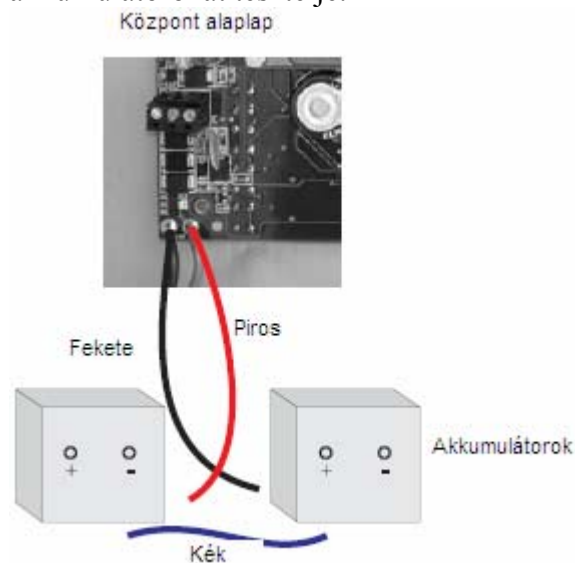 Központ alaplap
Piros
Fekete
+ -
+ -
Akkumulátorok
Kék